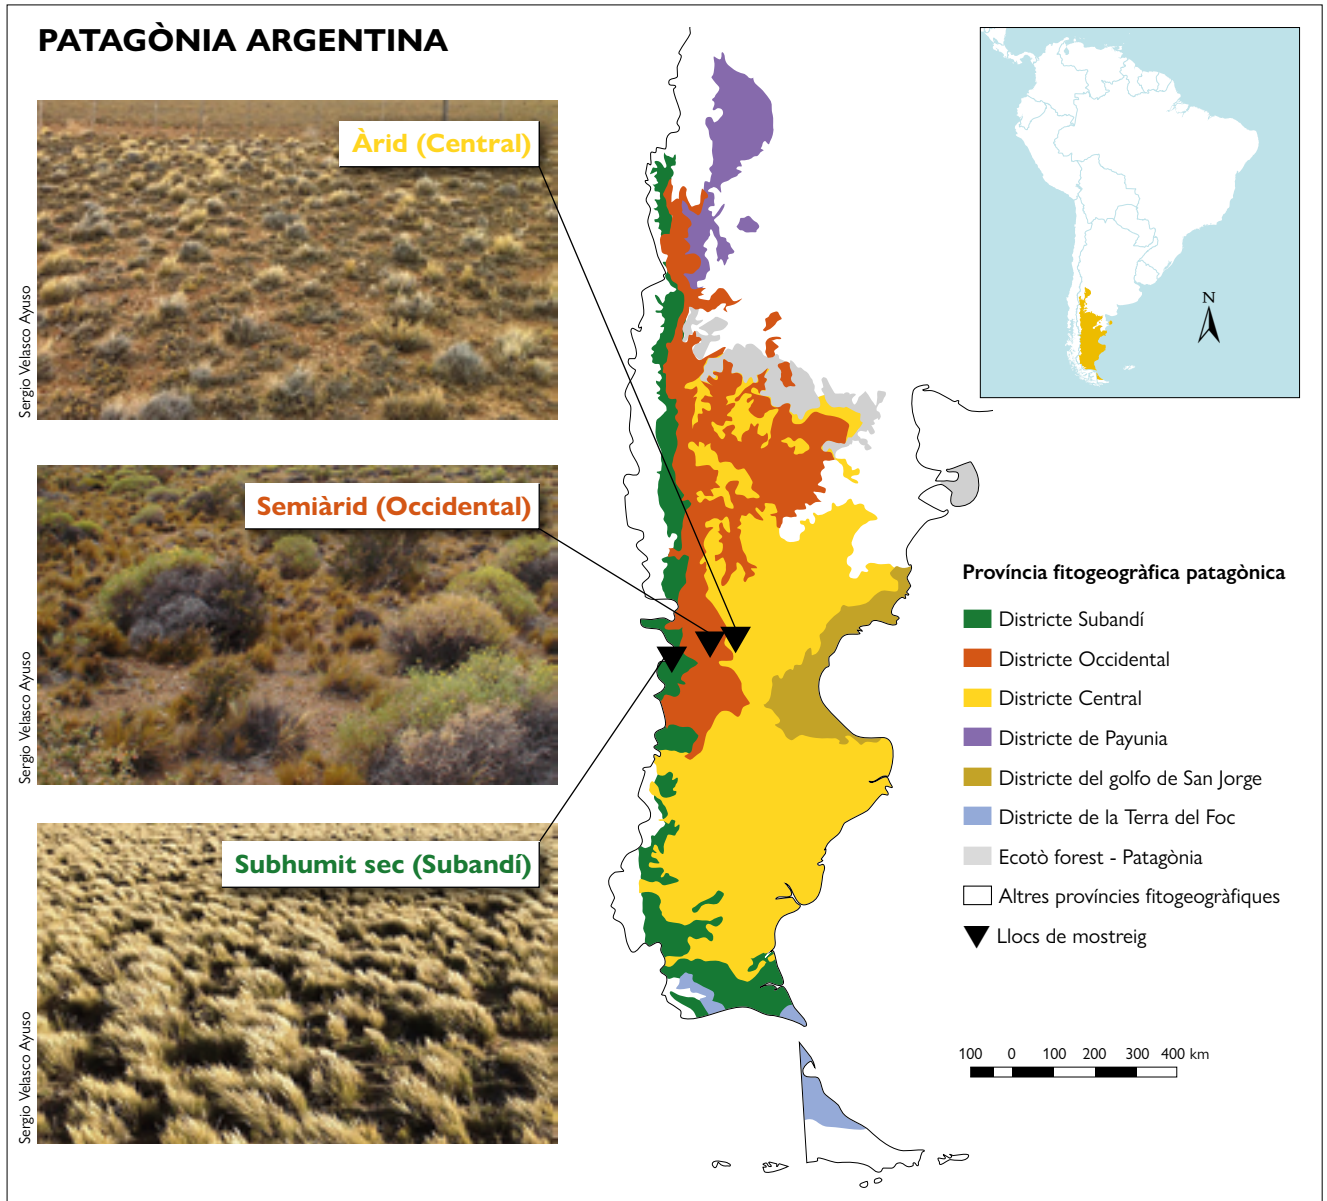 PATAGÒNIA ARGENTINA
Àrid (Central)
Sergio Velasco Ayuso
Semiàrid (Occidental)
Sergio Velasco Ayuso
Subhumit sec (Subandí)
Sergio Velasco Ayuso
N
Província fitogeogràfica patagònica
Districte Subandí
Districte Occidental
Districte Central
Districte de Payunia
Districte del golfo de San Jorge
Districte de la Terra del Foc
Ecotò forest - Patagònia
Altres províncies fitogeogràfiques
Llocs de mostreig
100 0 100 200 300 400 km